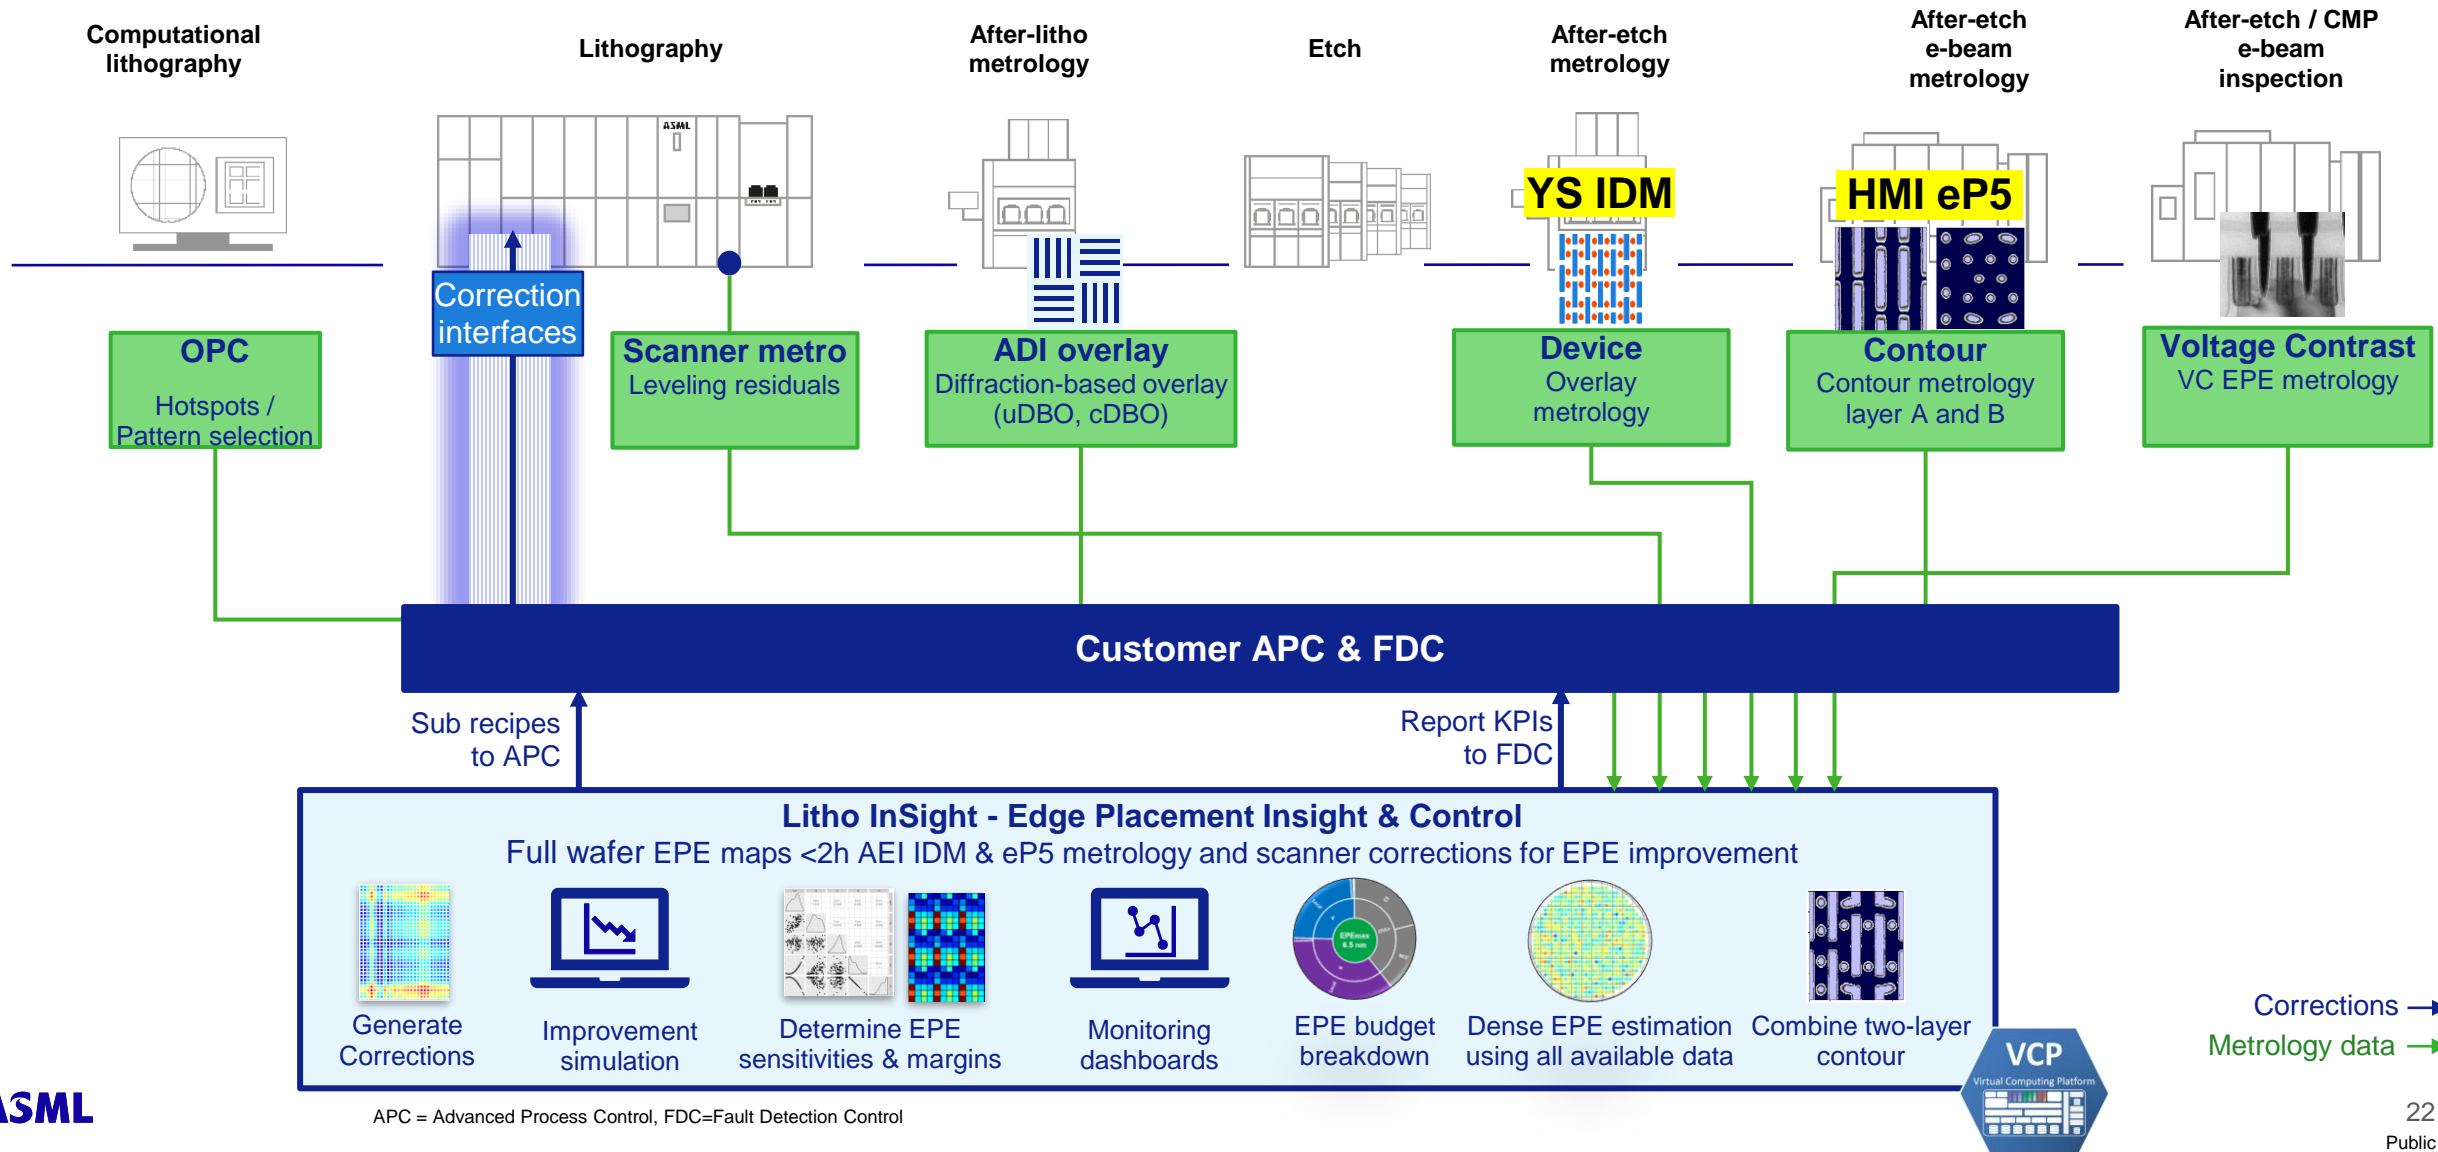 Computational
lithography
Lithography
After-litho
metrology
Etch
After-etch
metrology
After-etch
e-beam
metrology
After-etch / CMP
e-beam
inspection
ASML
YS IDM
HMI eP5
Correction
interfaces
OPC
Hotspots /
Pattern selection
Scanner metro
Leveling residuals
ADI overlay
Diffraction-based overlay
(uDBO, cDBO)
Device
Overlay
metrology
Contour
Contour metrology
layer A and B
Voltage Contrast
VC EPE metrology
Customer APC & FDC
Sub recipes
to APC
Report KPIs
to FDC
Litho InSight - Edge Placement Insight & Control
Full wafer EPE maps <2h AEI IDM & eP5 metrology and scanner corrections for EPE improvement
EPEmax
6.5 nm
Generate
Corrections
Improvement
simulation
Determine EPE
sensitivities & margins
Monitoring
dashboards
EPE budget
breakdown
Dense EPE estimation
using all available data
Combine two-layer
contour
VCP
Virtual Computing Platform
Corrections
Metrology data
ASML
APC = Advanced Process Control, FDC=Fault Detection Control
22
Public